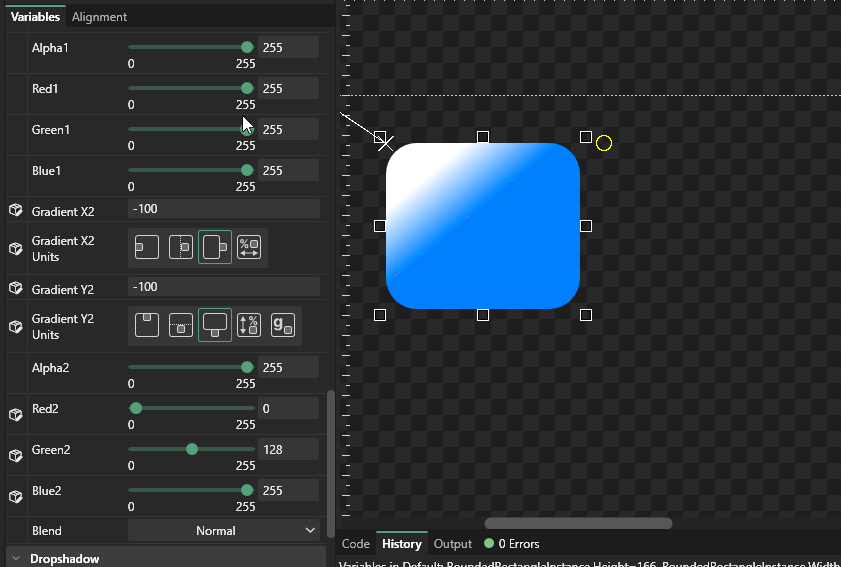 Variables Alignment
Alpha1 255
0 255
Red1 255
0 255
Green1 255
0 255
Blue1 255
0 255
Gradient X2 -100
Gradient X2
Units
%
Gradient Y2 -100
Gradient Y2
Units
% g
Alpha2 255
0 255
Red2 0
0 255
Green2 128
0 255
Blue2 255
0 255
Blend Normal
Dropshadow
Code History Output 0 Errors
Variables in Default: RoundedRectangleInstance.Height=166, RoundedRectangleInstance.Width